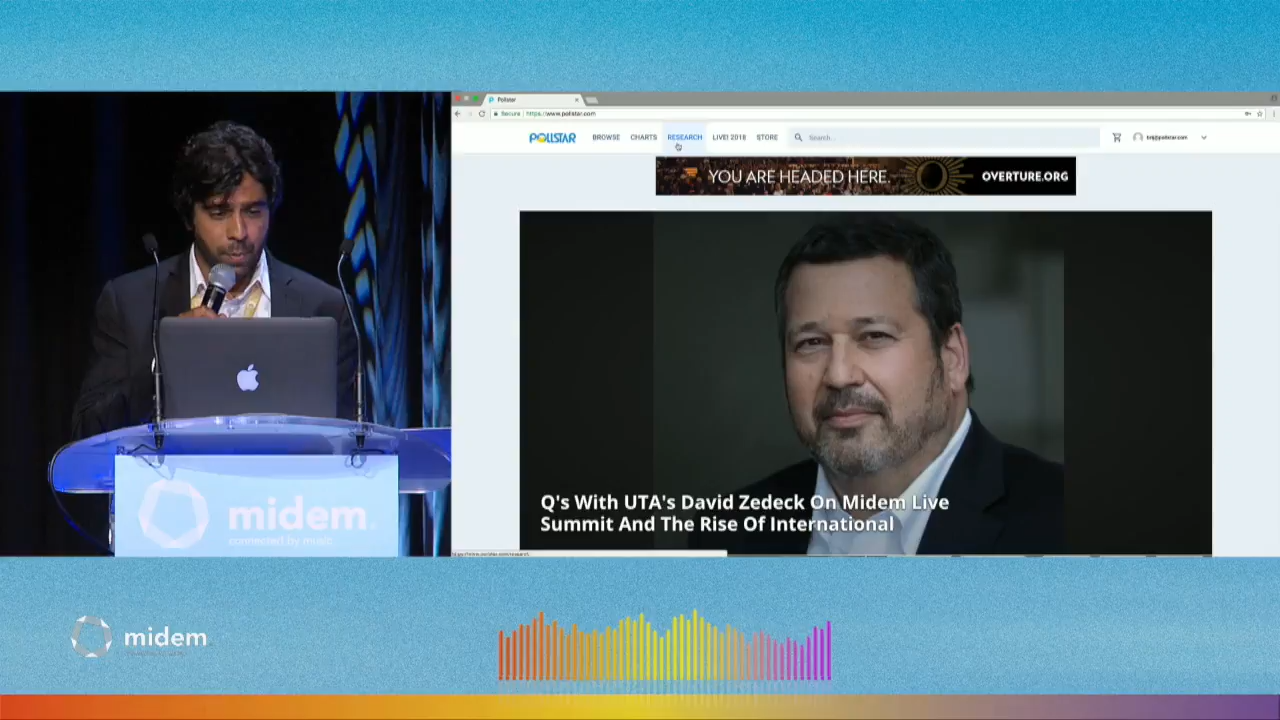 Pollstar
Secure https://www.pollstar.com
POLLSTAR BROWSE CHARTS RESEARCH LIVE! 2018 STORE Search...
YOU ARE HEADED HERE. OVERTURE.ORG
Q's With UTA's David Zedeck On Midem Live
Summit And The Rise Of International
midem
connected by music
midem